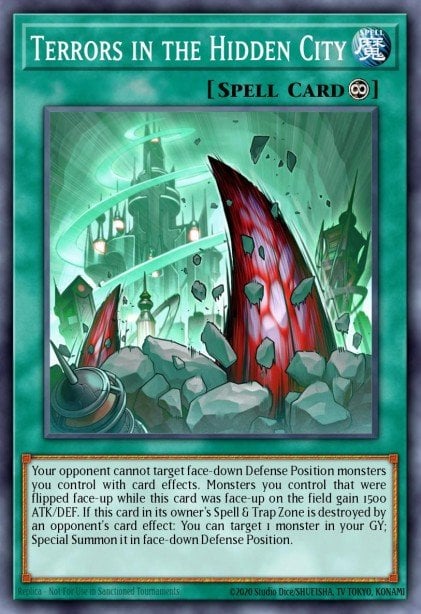 TERRORS IN THE HIDDEN CITY
SPELL
魔
[SPELL CARD]
Your opponent cannot target face-down Defense Position monsters
you control with card effects. Monsters you control that were
flipped face-up while this card was face-up on the field gain 1500
ATK/DEF. If this card in its owner's Spell & Trap Zone is destroyed
by an opponent's card effect: You can target 1 monster in your GY;
Special Summon it in face-down Defense Position.
Replica - Not For Use in Sanctioned Tournaments
©2020 Studio Dice/SHUEISHA, TV TOKYO, KONAMI